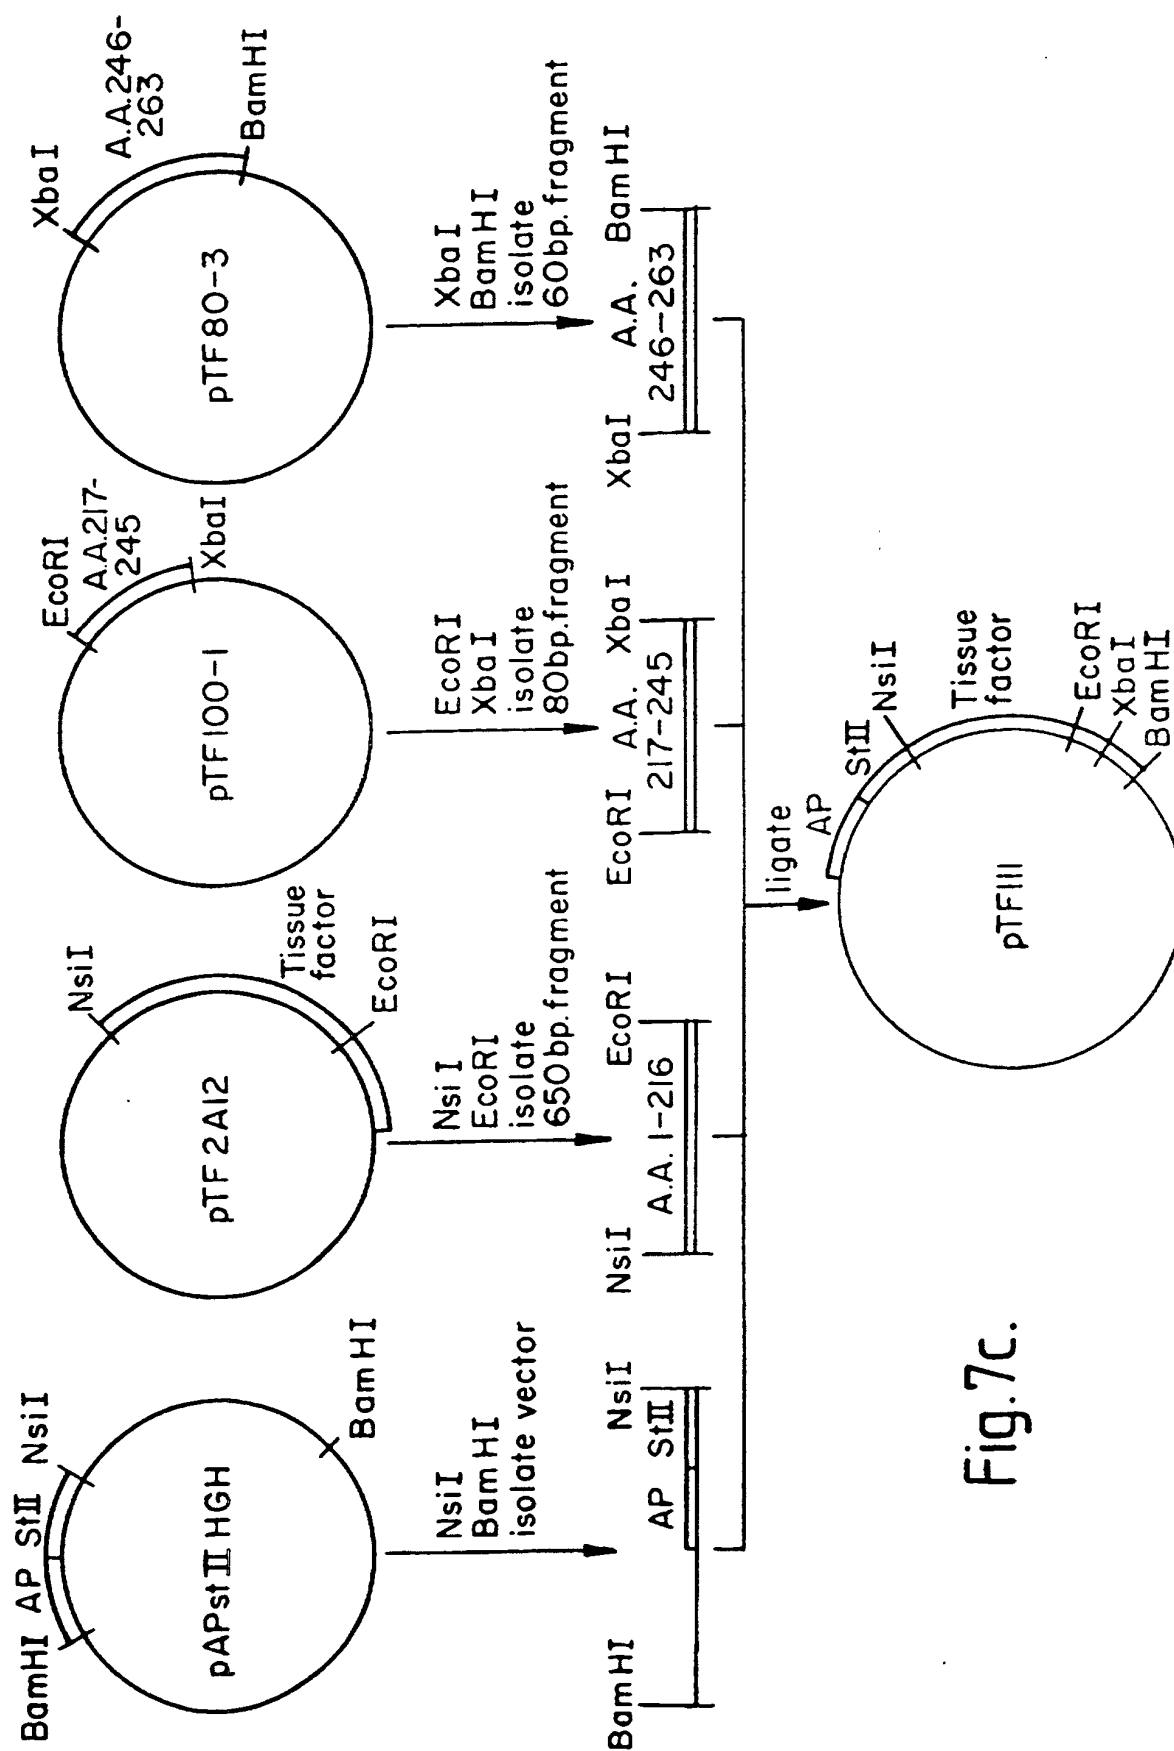 BamHI AP StII NsiI
pAPstIIHGH
BamHI
NsiI
BamHI
isolate vector
BamHI
AP StII
NsiI
NsiI
pTF2A12
Tissue
factor
EcoRI
NsiI
EcoRI
isolate
650bp.fragment
NsiI
A.A.1-216
EcoRI
EcoRI
A.A.217-
245
XbaI
pTF100-1
EcoRI
XbaI
isolate
80bp.fragment
EcoRI
A.A.
217-245
XbaI
XbaI
A.A.246-
263
BamHI
pTF80-3
XbaI
BamHI
isolate
60bp.fragment
XbaI
A.A.
246-263
BamHI
ligate
AP
StII
NsiI
Tissue
factor
EcoRI
XbaI
BamHI
pTF111
Fig.7c.